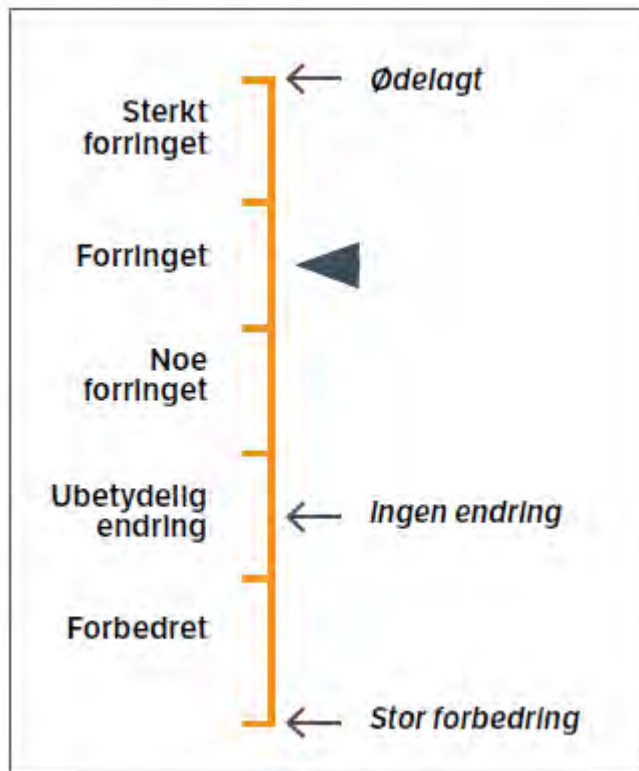 Ødelagt
Sterkt
forringet
Forringet
Noe
forringet
Ubetydelig
endring
Ingen endring
Forbedret
Stor forbedring